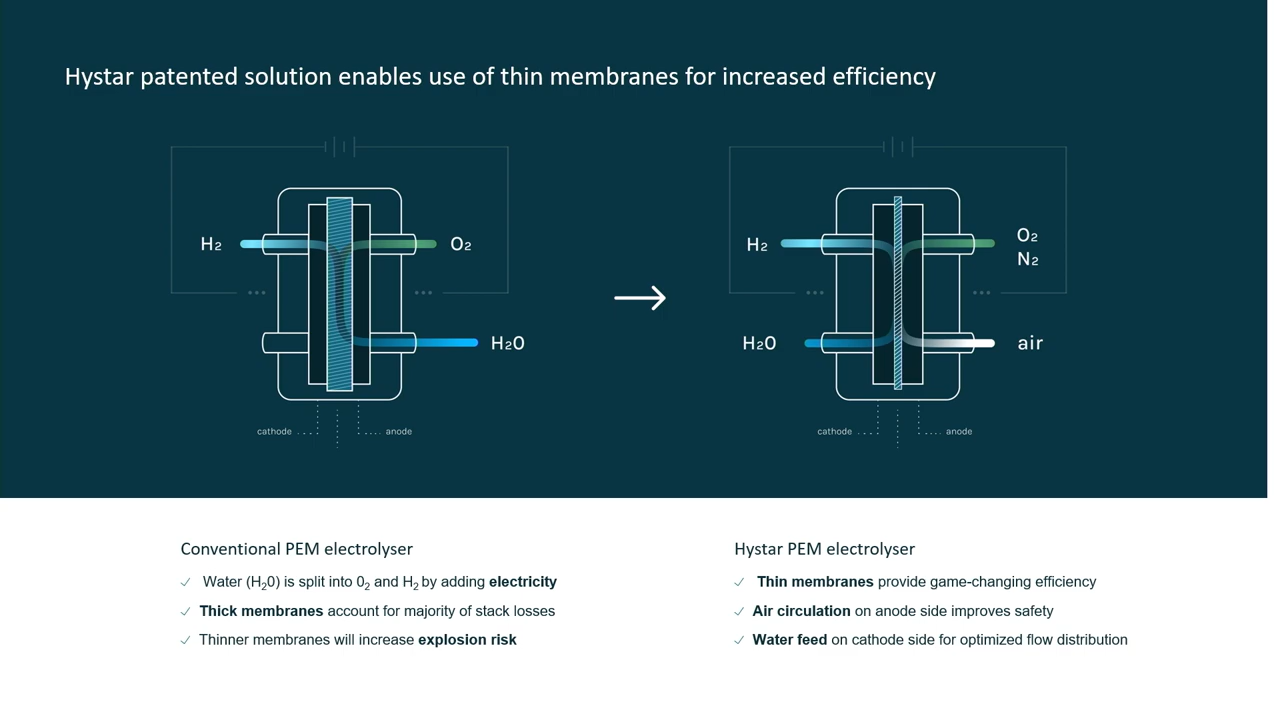 Hystar patented solution enables use of thin membranes for increased efficiency
H₂
O₂
H₂O
cathode
anode
H₂
O₂
N₂
H₂O
air
cathode
anode
Conventional PEM electrolyser
Water (H₂0) is split into 0₂ and H₂ by adding electricity
Thick membranes account for majority of stack losses
Thinner membranes will increase explosion risk
Hystar PEM electrolyser
Thin membranes provide game-changing efficiency
Air circulation on anode side improves safety
Water feed on cathode side for optimized flow distribution